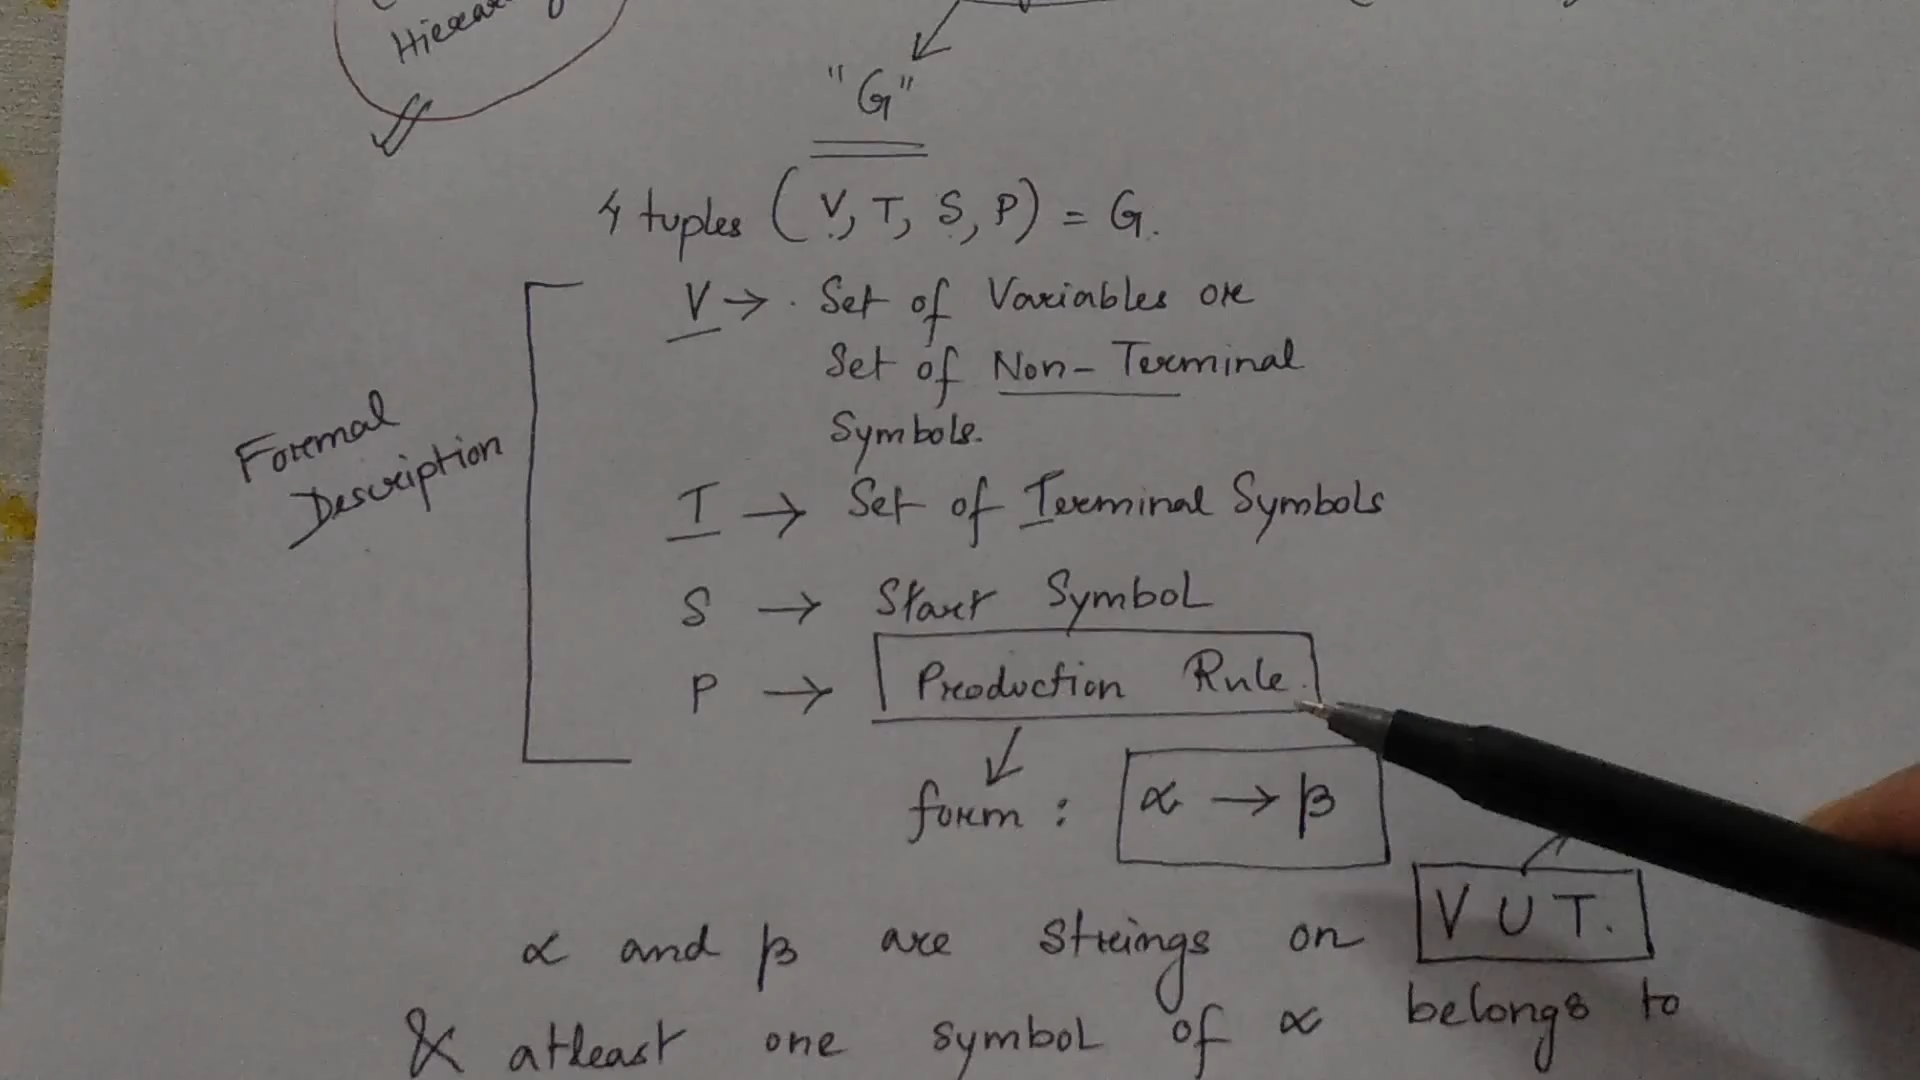 "G"
4 tuples (V, T, S, P) = G.
V → . Set of Variables or
Set of Non-Terminal
Symbols.
Formal
Description
T → Set of Terminal Symbols
S → Start Symbol
P → Production Rule.
form : α → β
α and β are strings on V U T.
& atleast one symbol of α belongs to